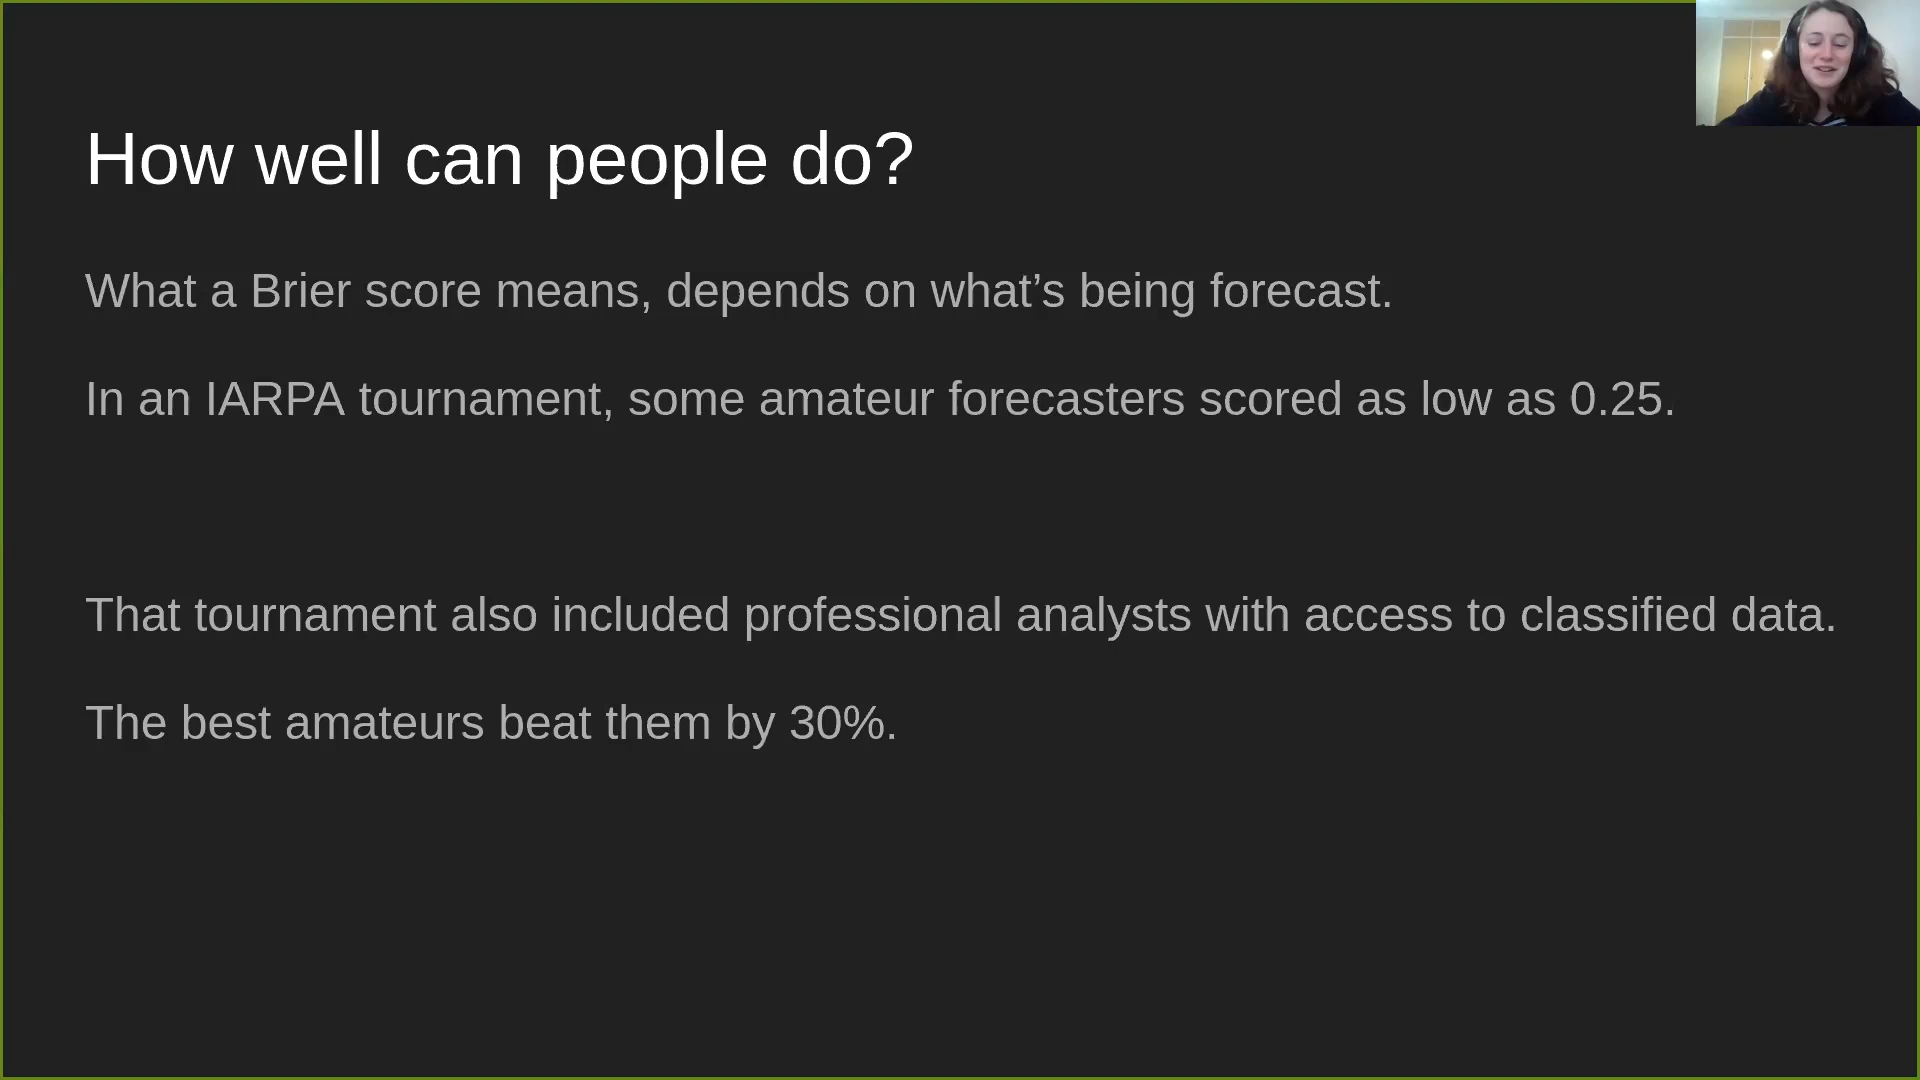 How well can people do?
What a Brier score means, depends on what’s being forecast.
In an IARPA tournament, some amateur forecasters scored as low as 0.25.
That tournament also included professional analysts with access to classified data.
The best amateurs beat them by 30%.